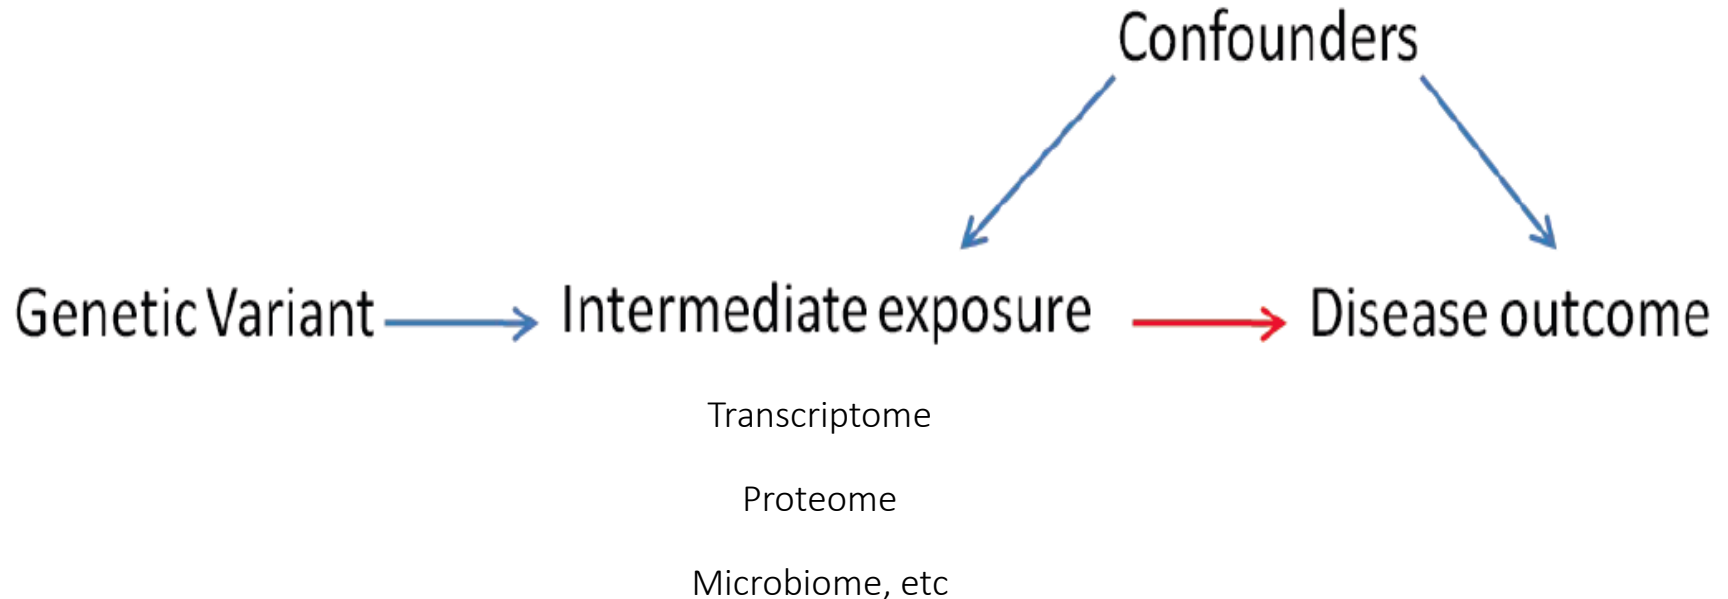 Confounders
Genetic Variant Intermediate exposure Disease outcome
Transcriptome
Proteome
Microbiome, etc